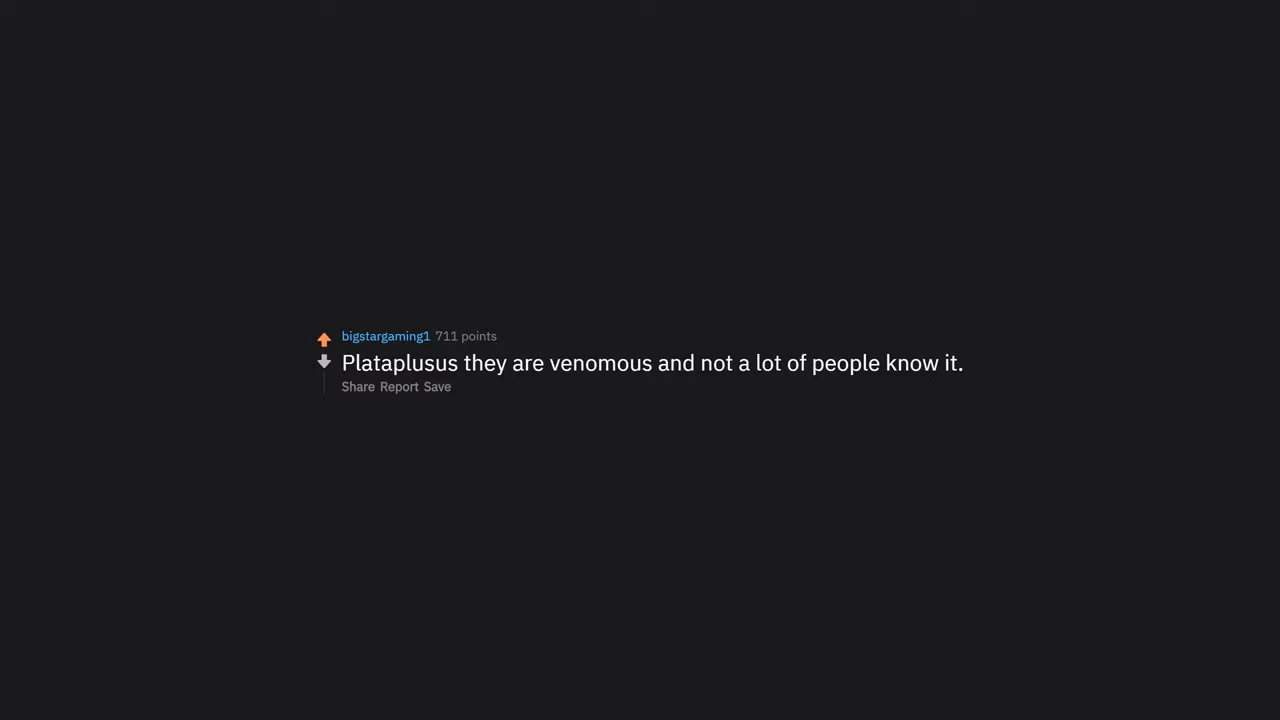 bigstargaming1 711 points
Plataplusus they are venomous and not a lot of people know it.
Share Report Save